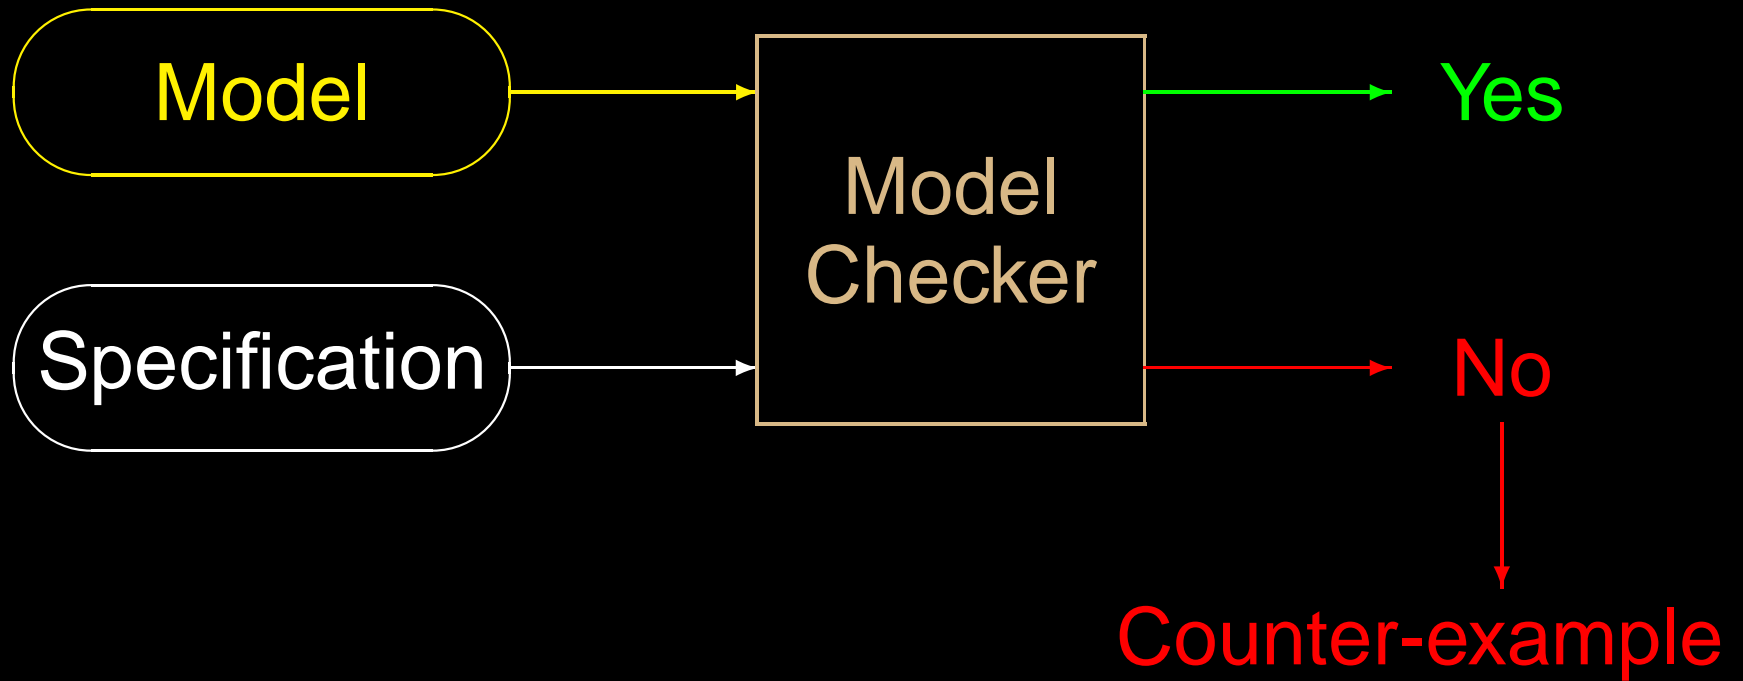 Model
Specification
Model
Checker
Yes
No
Counter-example